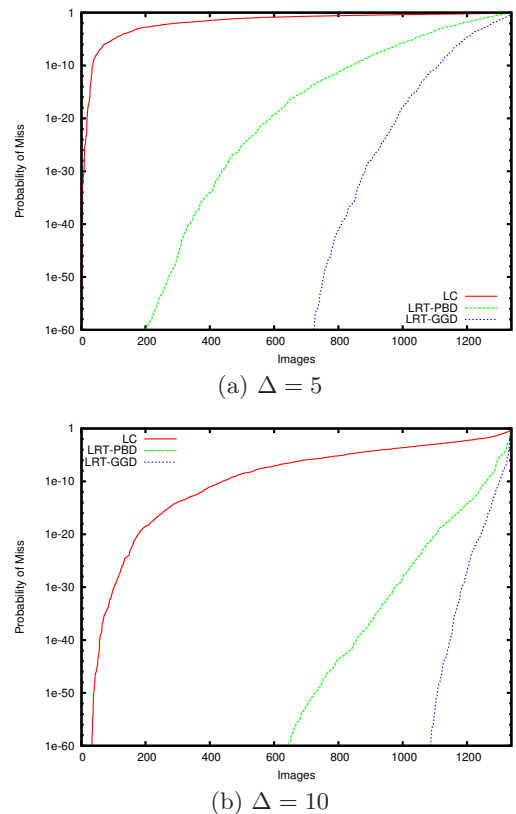 1
1e-10
1e-20
1e-30
1e-40
1e-50
1e-60
Probability of Miss
0 200 400 600 800 1000 1200
Images
LC
LRT-PBD
LRT-GGD
(a) Δ = 5
1
1e-10
1e-20
1e-30
1e-40
1e-50
1e-60
Probability of Miss
0 200 400 600 800 1000 1200
Images
LC
LRT-PBD
LRT-GGD
(b) Δ = 10